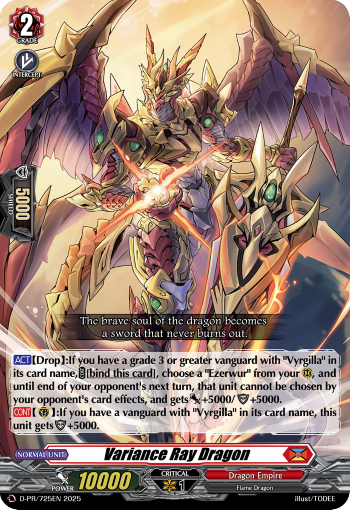 2
GRADE
INTERCEPT
5000
SHIELD
The brave soul of the dragon becomes
a sword that never burns out.
ACT【Drop】:If you have a grade 3 or greater vanguard with "Vyrgilla" in
its card name, [bind this card], choose a "Ezerwur" from your , and
until end of your opponent's next turn, that unit cannot be chosen by
your opponent's card effects, and gets +5000/ +5000.
CONT【 】:If you have a vanguard with "Vyrgilla" in its card name, this
unit gets +5000.
NORMAL UNIT
Variance Ray Dragon
POWER
10000
CRITICAL
1
Dragon Empire
Flame Dragon
D-PR/725EN 2025
illust/TODEE